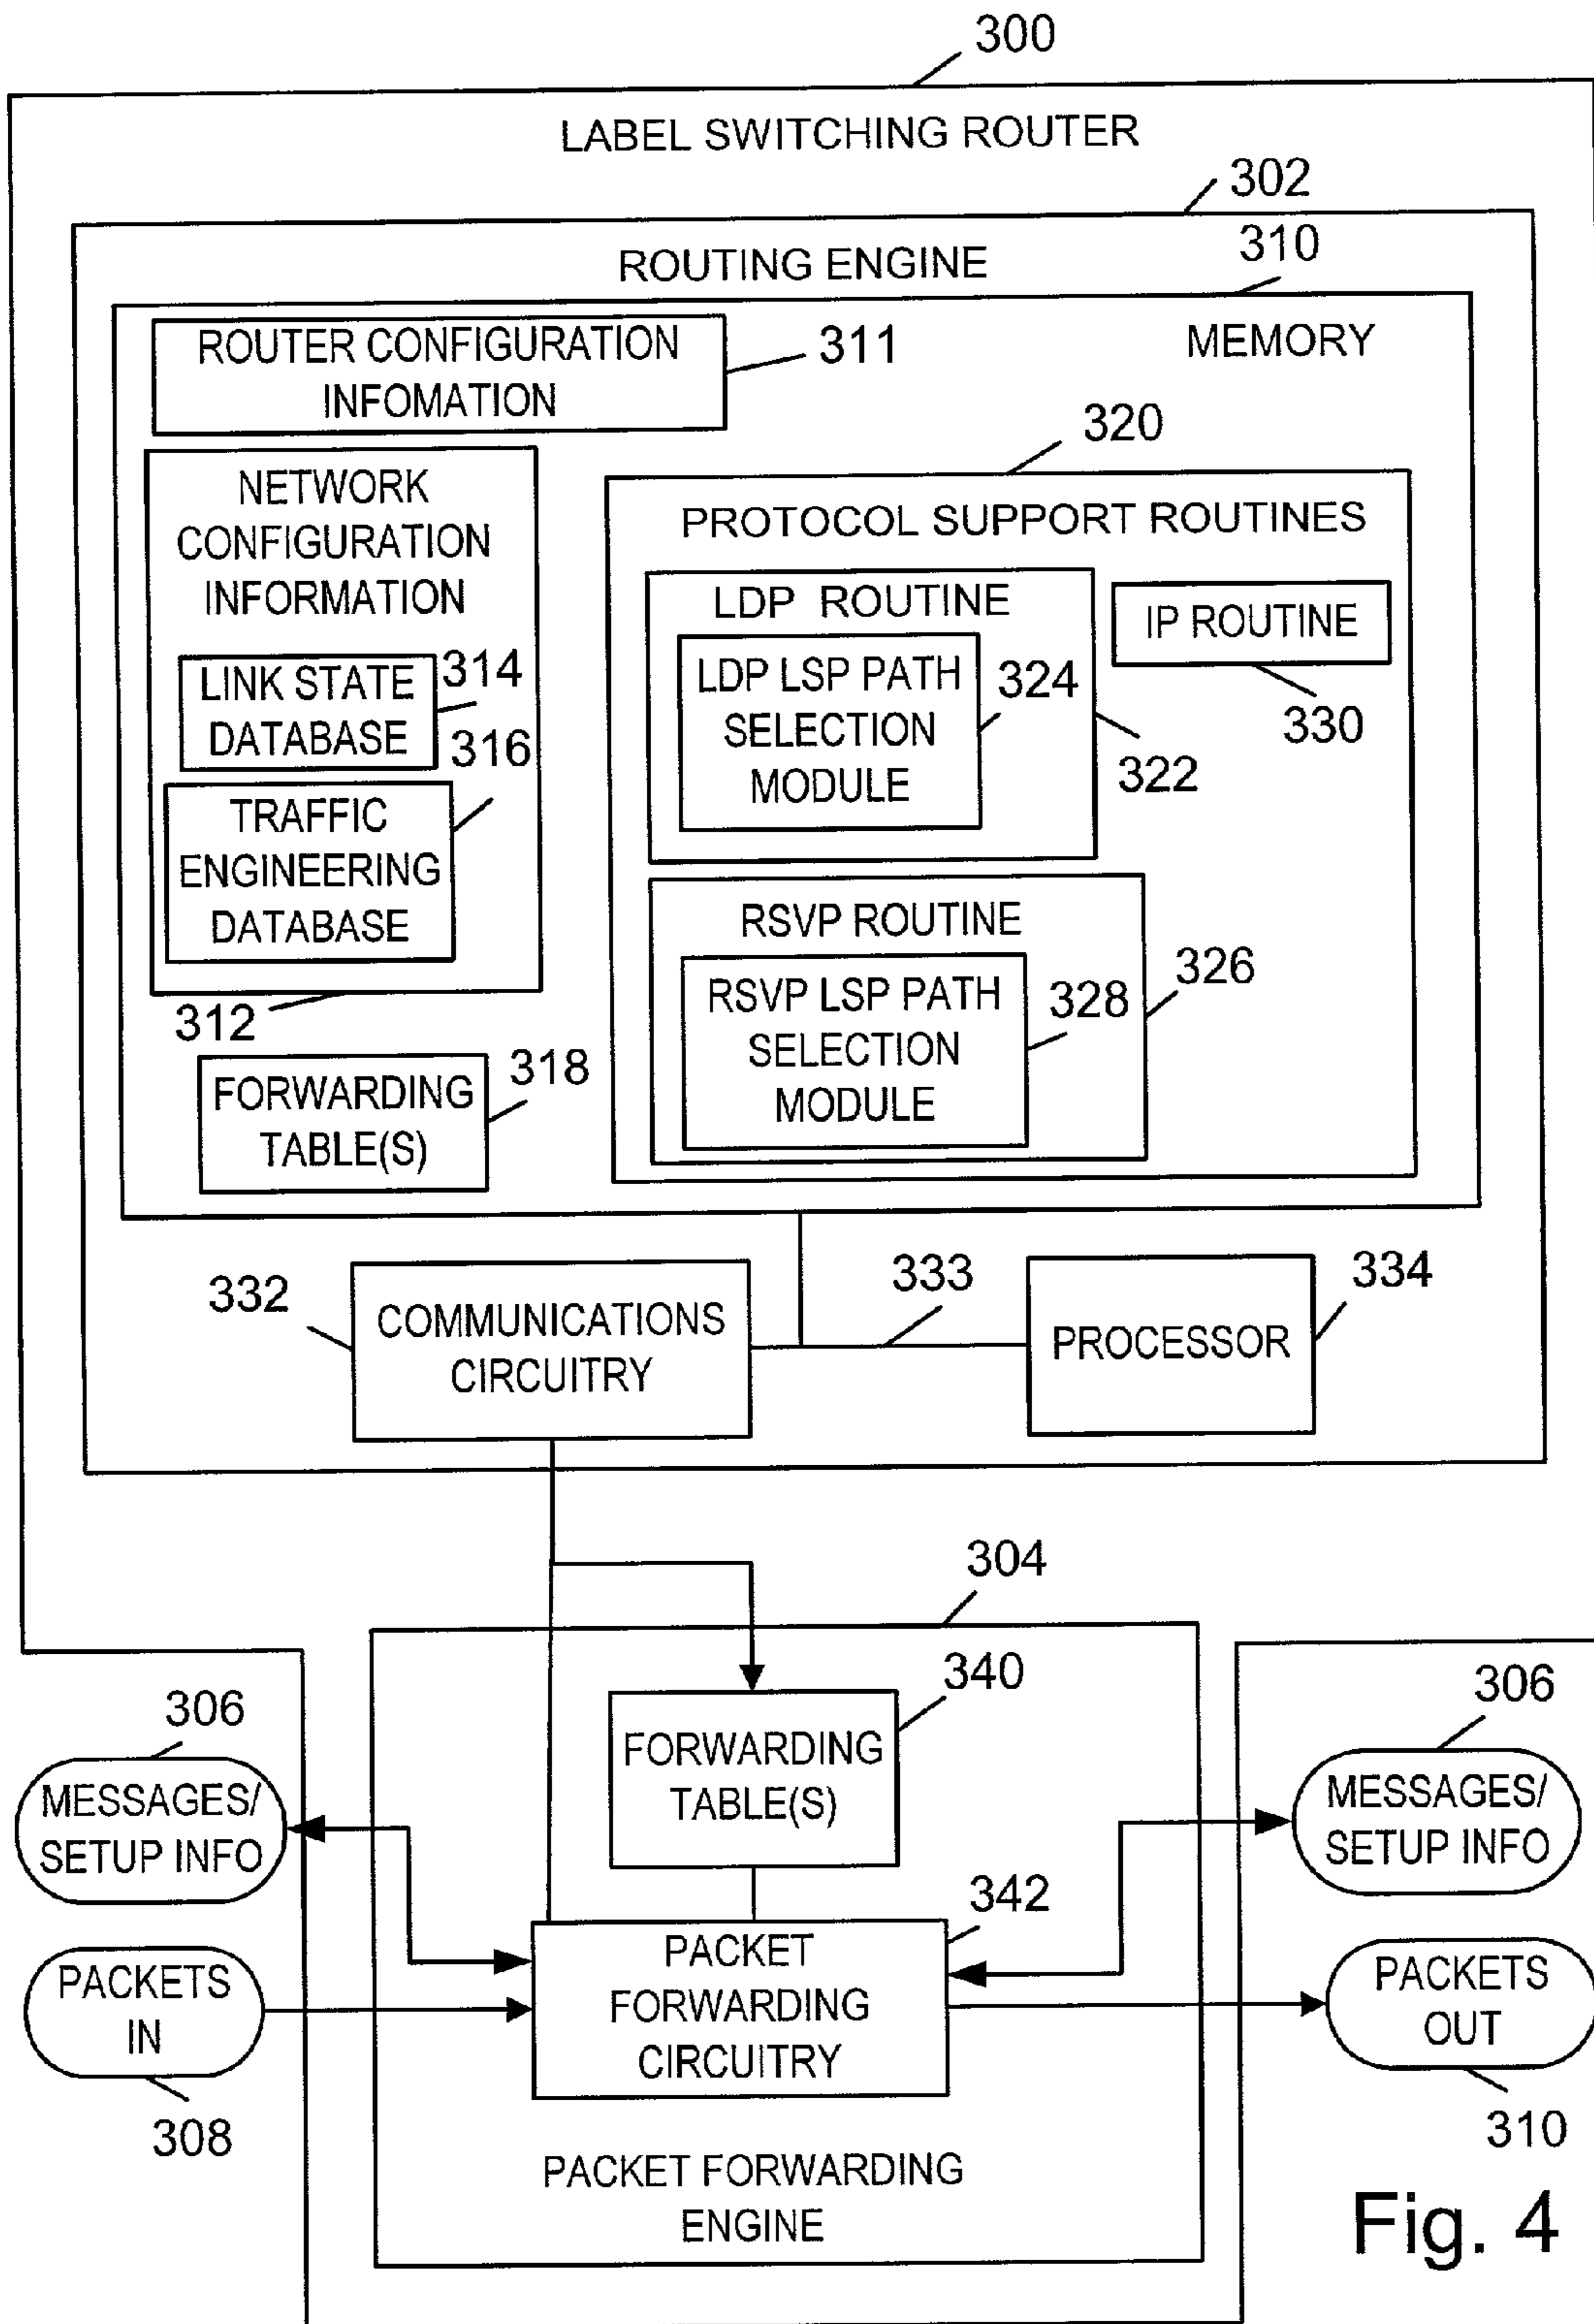 300
LABEL SWITCHING ROUTER
302
ROUTING ENGINE
310
ROUTER CONFIGURATION
INFOMATION
311
MEMORY
320
NETWORK
CONFIGURATION
INFORMATION
PROTOCOL SUPPORT ROUTINES
LDP ROUTINE
IP ROUTINE
330
LINK STATE
DATABASE
314
LDP LSP PATH
SELECTION
MODULE
324
322
316
TRAFFIC
ENGINEERING
DATABASE
312
RSVP ROUTINE
RSVP LSP PATH
SELECTION
MODULE
328
326
FORWARDING
TABLE(S)
318
332
COMMUNICATIONS
CIRCUITRY
333
PROCESSOR
334
304
340
FORWARDING
TABLE(S)
306
MESSAGES/
SETUP INFO
306
MESSAGES/
SETUP INFO
342
PACKET
FORWARDING
CIRCUITRY
PACKETS
IN
308
PACKETS
OUT
310
PACKET FORWARDING
ENGINE
Fig. 4